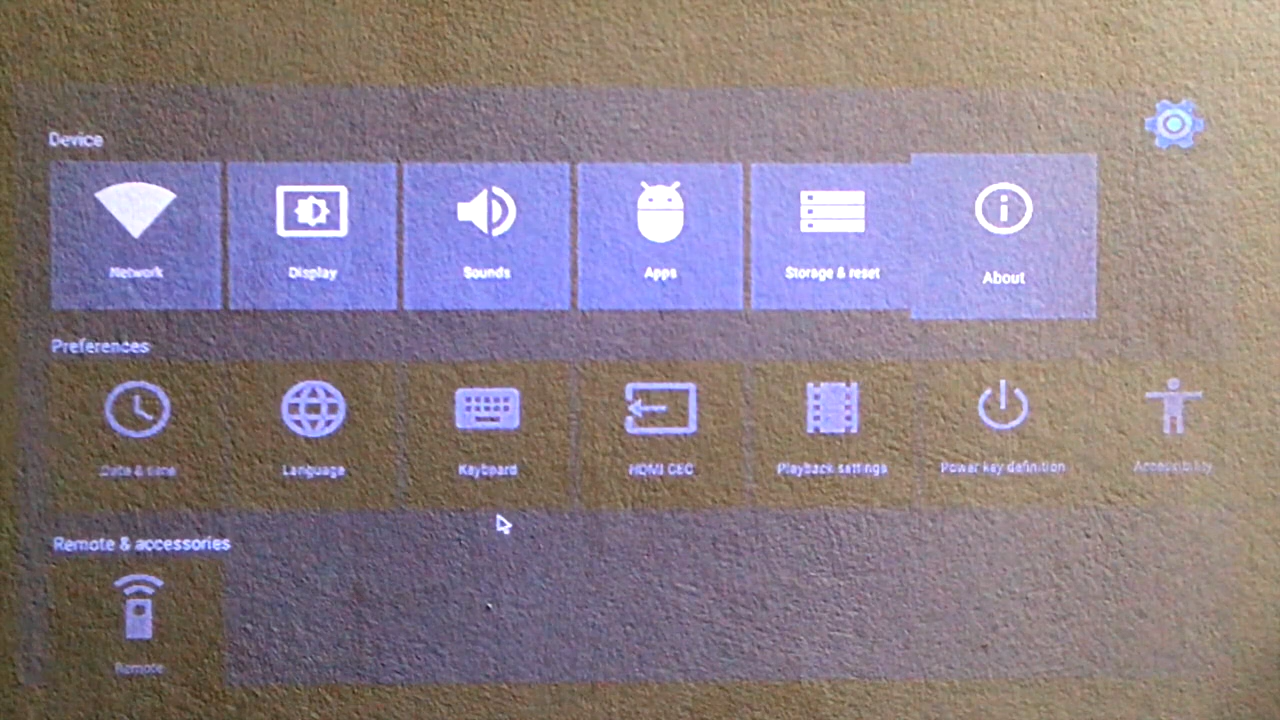 Device
Network
Display
Sounds
Apps
Storage & reset
About
Preferences
Date & time
Language
Keyboard
HDMI CEC
Playback settings
Power key definition
Accessibility
Remote & accessories
Remote